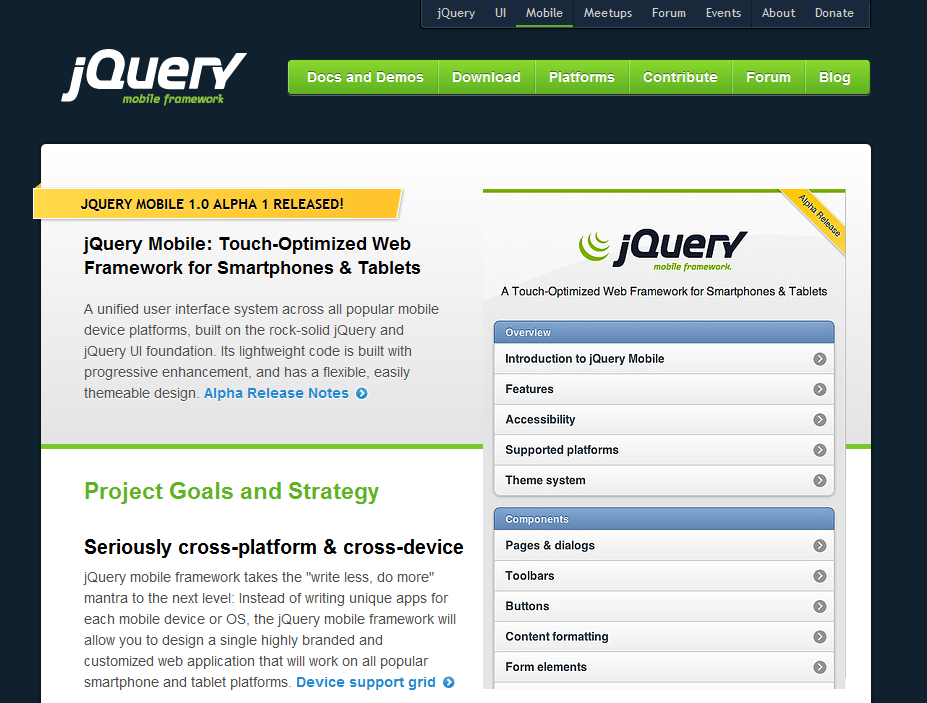 jQuery UI Mobile Meetups Forum Events About Donate
jQuery
mobile framework
Docs and Demos Download Platforms Contribute Forum Blog
JQUERY MOBILE 1.0 ALPHA 1 RELEASED!
jQuery Mobile: Touch-Optimized Web
Framework for Smartphones & Tablets
A unified user interface system across all popular mobile
device platforms, built on the rock-solid jQuery and
jQuery UI foundation. Its lightweight code is built with
progressive enhancement, and has a flexible, easily
themeable design. Alpha Release Notes
Alpha Release
jQuery
mobile framework.
A Touch-Optimized Web Framework for Smartphones & Tablets
Overview
Introduction to jQuery Mobile
Features
Accessibility
Supported platforms
Theme system
Components
Pages & dialogs
Toolbars
Buttons
Content formatting
Form elements
Project Goals and Strategy
Seriously cross-platform & cross-device
jQuery mobile framework takes the "write less, do more"
mantra to the next level: Instead of writing unique apps for
each mobile device or OS, the jQuery mobile framework will
allow you to design a single highly branded and
customized web application that will work on all popular
smartphone and tablet platforms. Device support grid